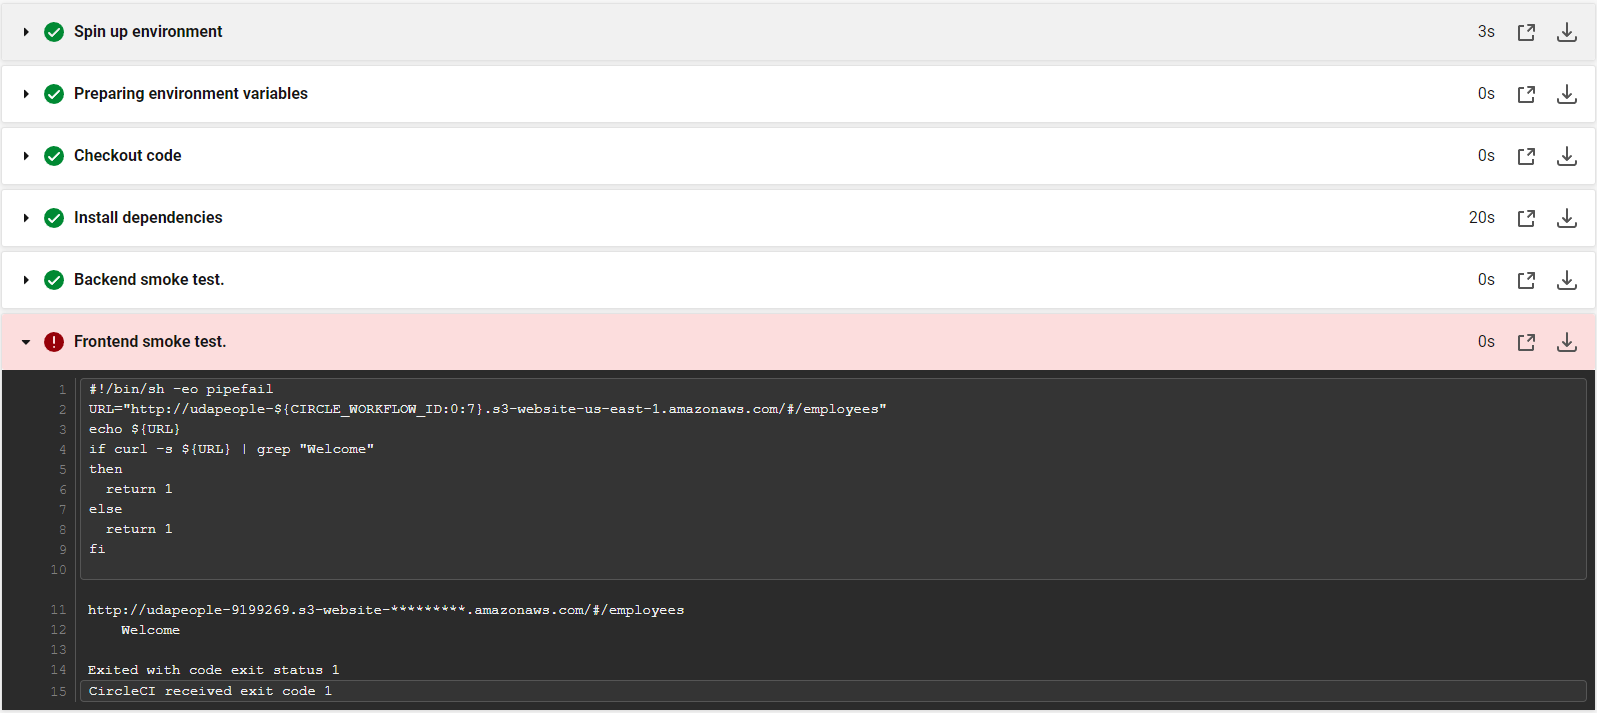 Spin up environment 3s
Preparing environment variables 0s
Checkout code 0s
Install dependencies 20s
Backend smoke test. 0s
Frontend smoke test. 0s
1 #!/bin/sh -eo pipefail
2 URL="http://udapeople-${CIRCLE_WORKFLOW_ID:0:7}.s3-website-us-east-1.amazonaws.com/#/employees"
3 echo ${URL}
4 if curl -s ${URL} | grep "Welcome"
5 then
6   return 1
7 else
8   return 1
9 fi
10
11 http://udapeople-9199269.s3-website-*********.amazonaws.com/#/employees
12     Welcome
13
14 Exited with code exit status 1
15 CircleCI received exit code 1